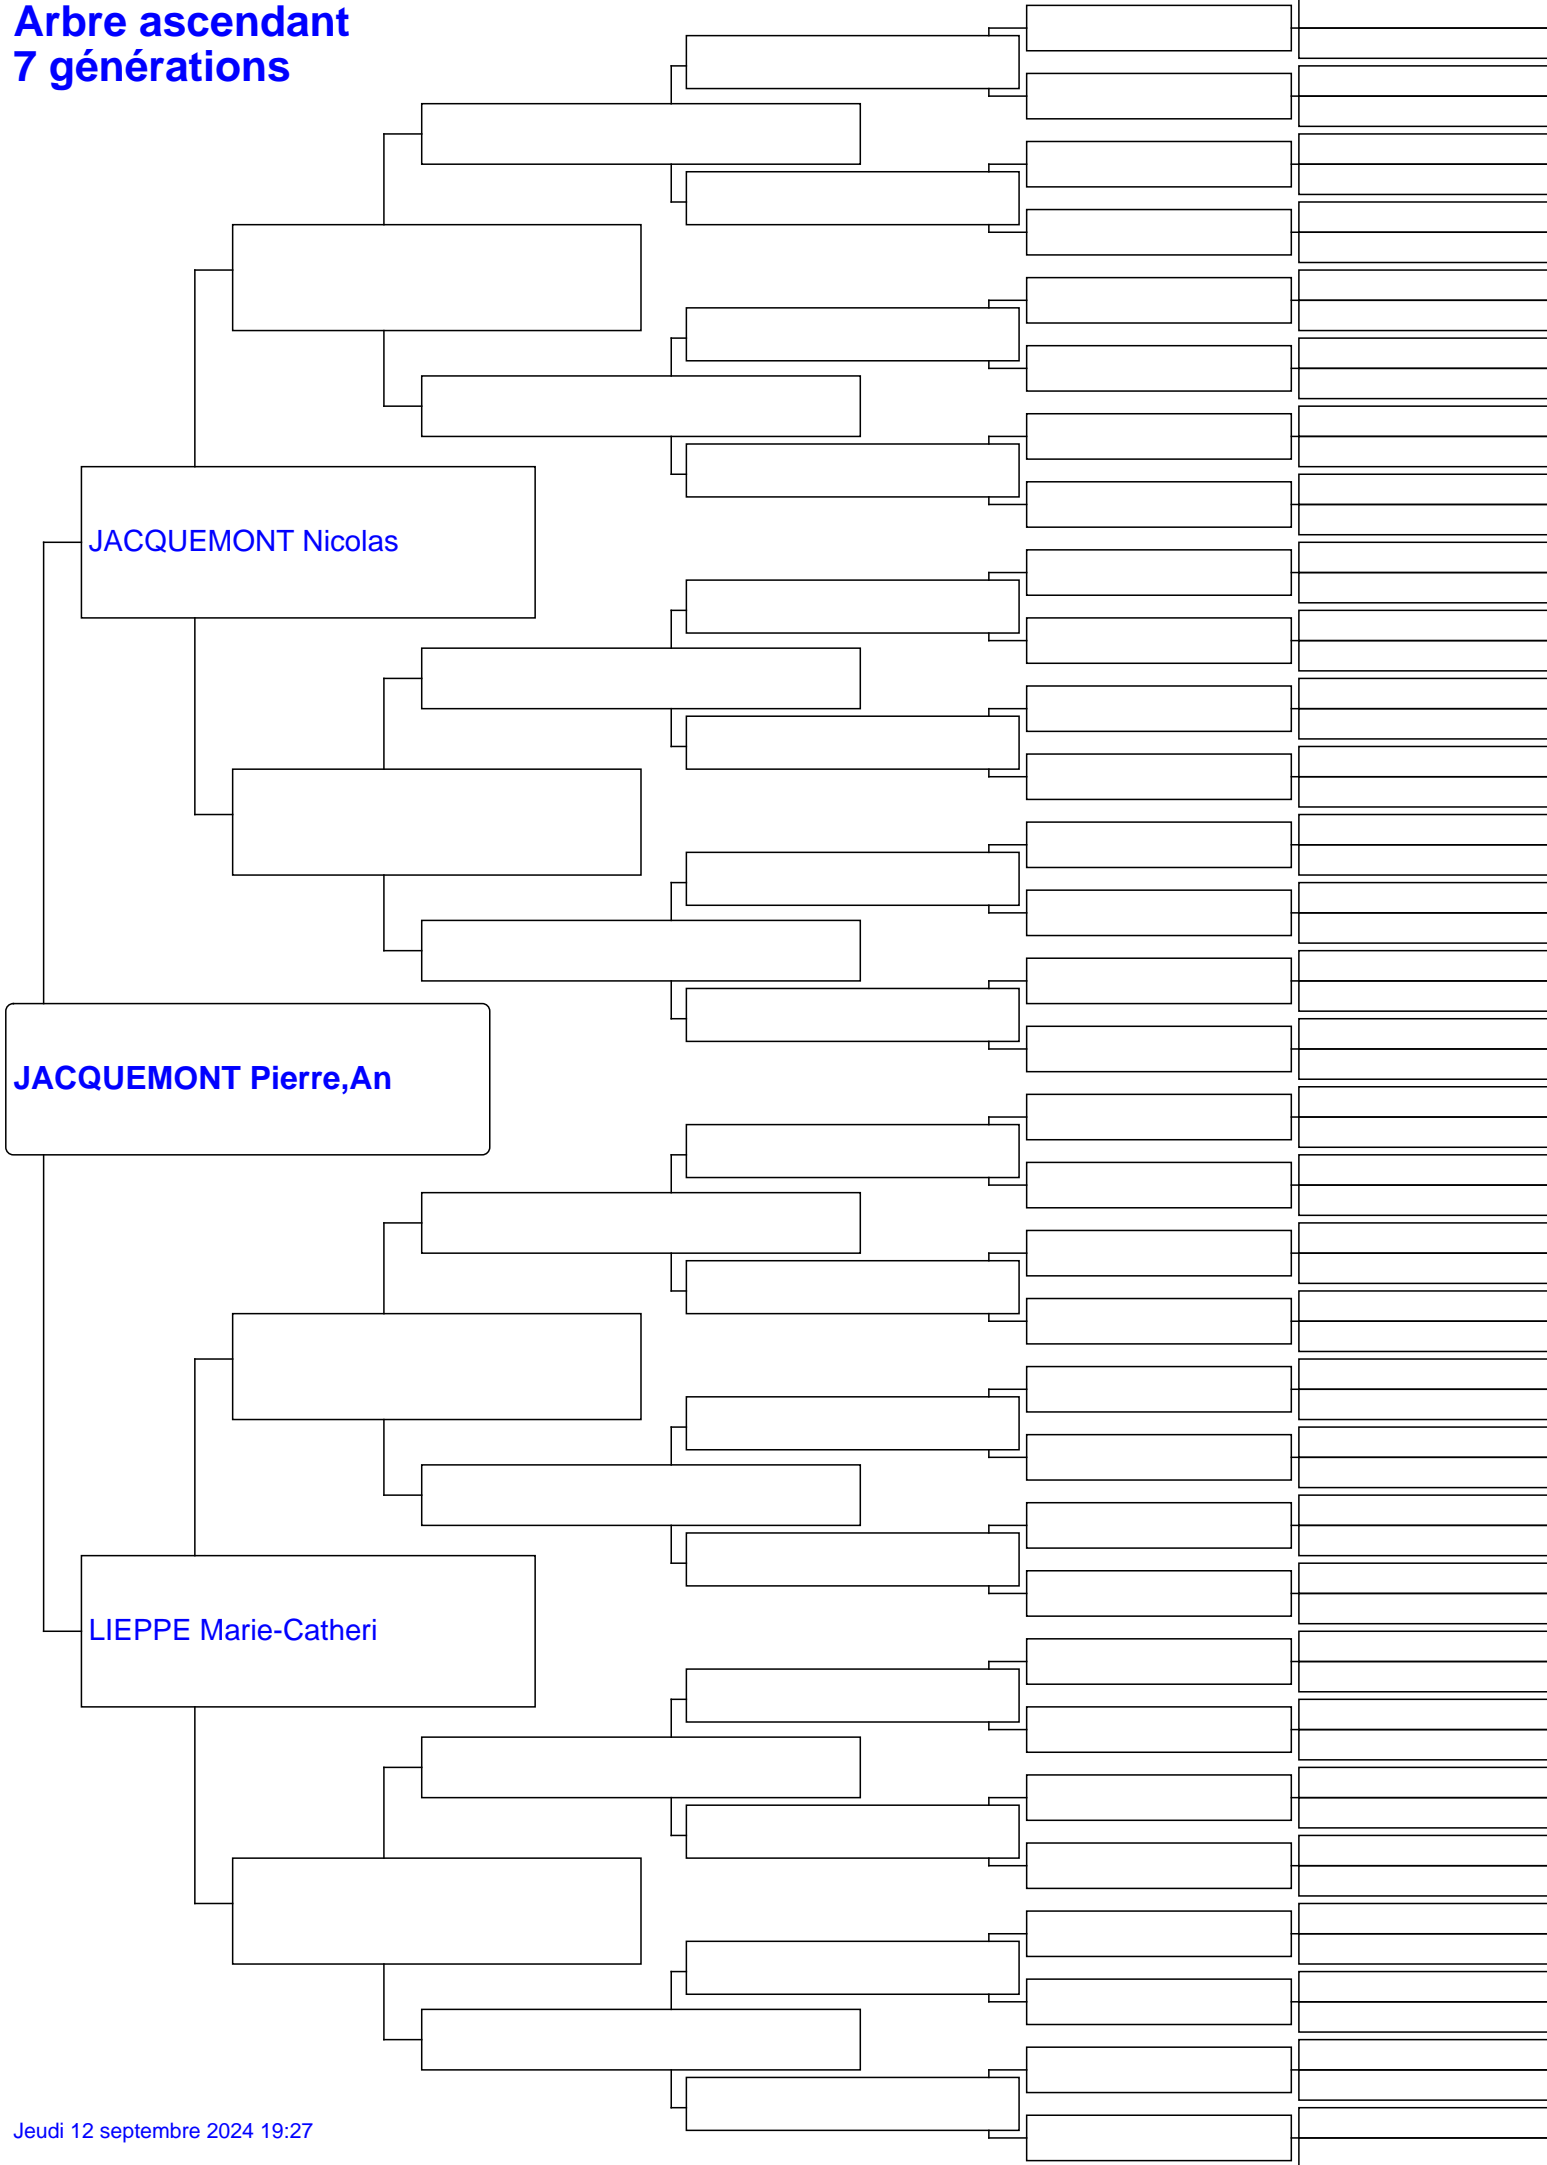 Arbre ascendant
7 générations
JACQUEMONT Nicolas
JACQUEMONT Pierre,An
LIEPPE Marie-Catheri
Jeudi 12 septembre 2024 19:27